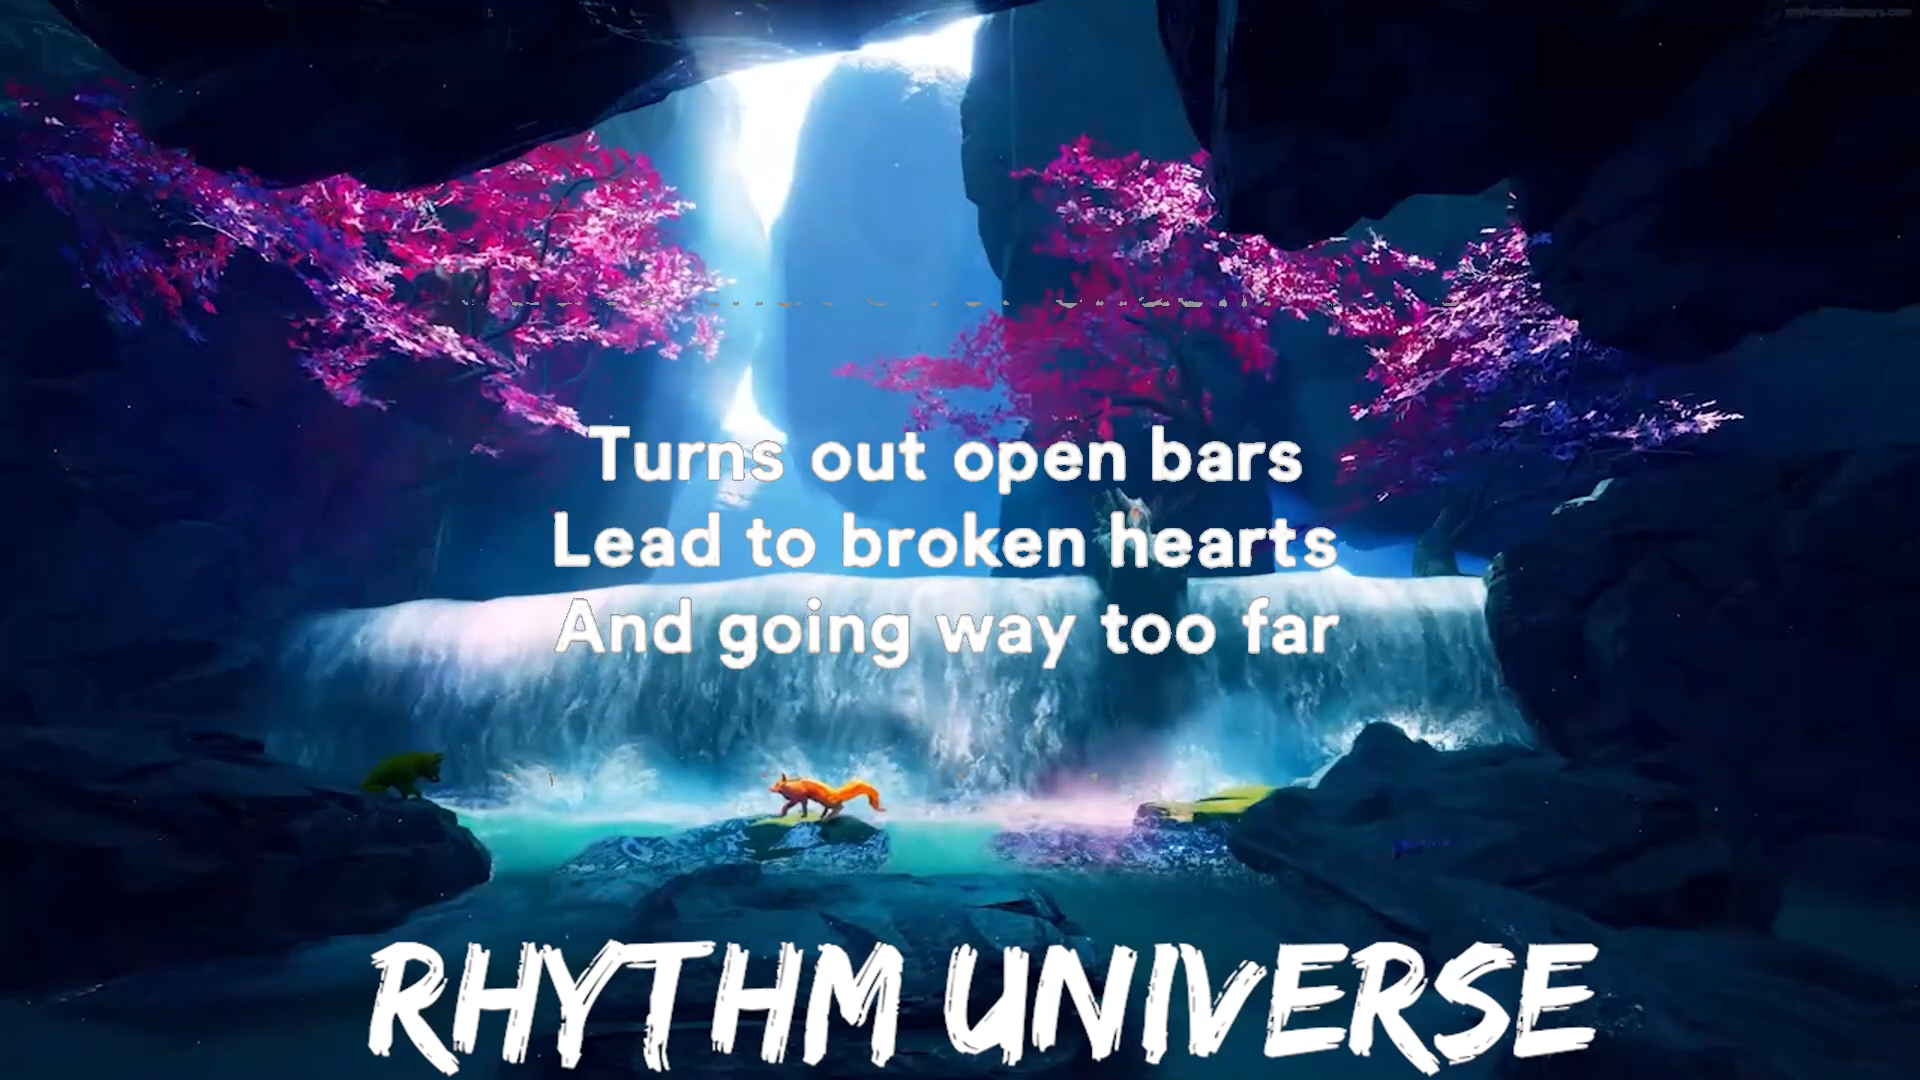 Turns out open bars
Lead to broken hearts
And going way too far
RHYTHM UNIVERSE